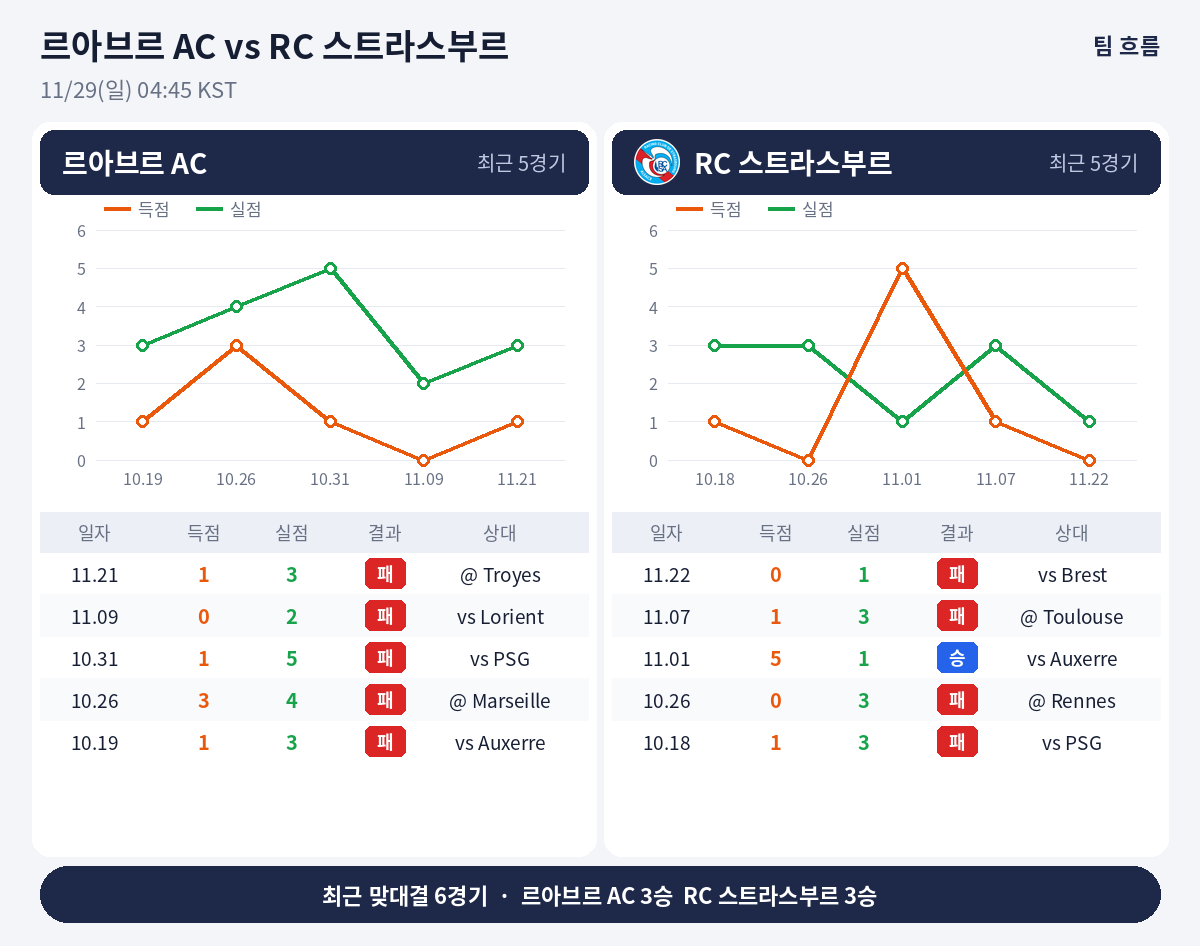 르아브르 AC vs RC 스트라스부르
팀 흐름
11/29(일) 04:45 KST
르아브르 AC 최근 5경기
득점 실점
6
5
4
3
2
1
0
10.19 10.26 10.31 11.09 11.21
일자 득점 실점 결과 상대
11.21 1 3 패 @ Troyes
11.09 0 2 패 vs Lorient
10.31 1 5 패 vs PSG
10.26 3 4 패 @ Marseille
10.19 1 3 패 vs Auxerre
RC 스트라스부르 최근 5경기
득점 실점
6
5
4
3
2
1
0
10.18 10.26 11.01 11.07 11.22
일자 득점 실점 결과 상대
11.22 0 1 패 vs Brest
11.07 1 3 패 @ Toulouse
11.01 5 1 승 vs Auxerre
10.26 0 3 패 @ Rennes
10.18 1 3 패 vs PSG
최근 맞대결 6경기 · 르아브르 AC 3승 RC 스트라스부르 3승